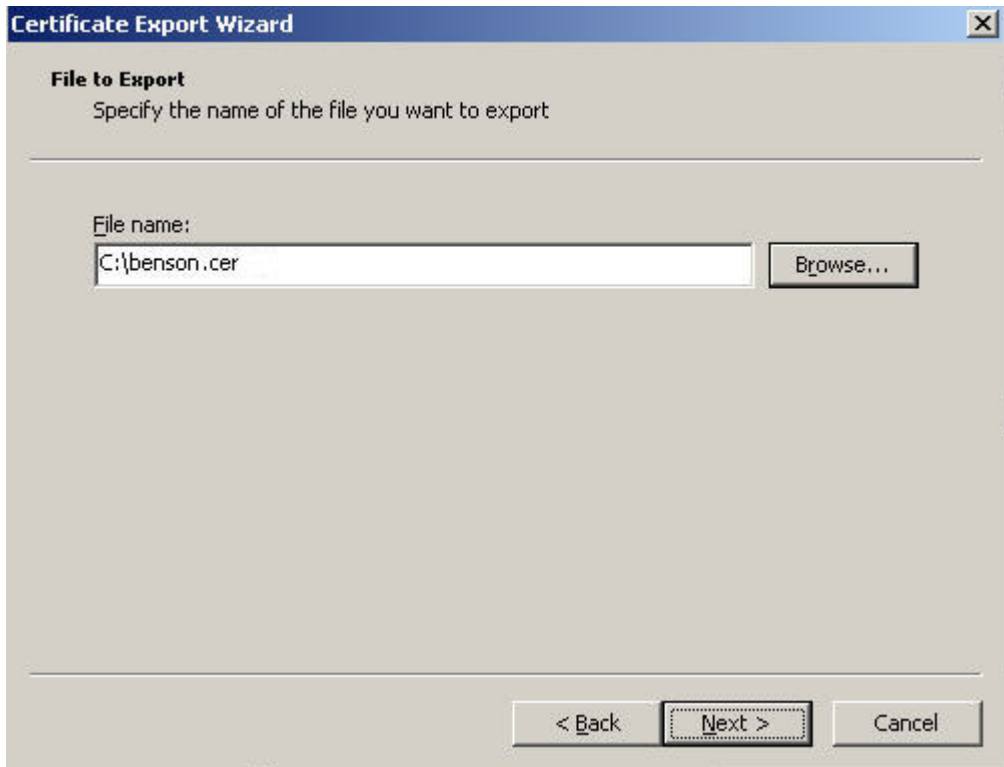 Certificate Export Wizard
File to Export
Specify the name of the file you want to export
File name:
C:\benson.cer
Browse...
< Back
Next >
Cancel